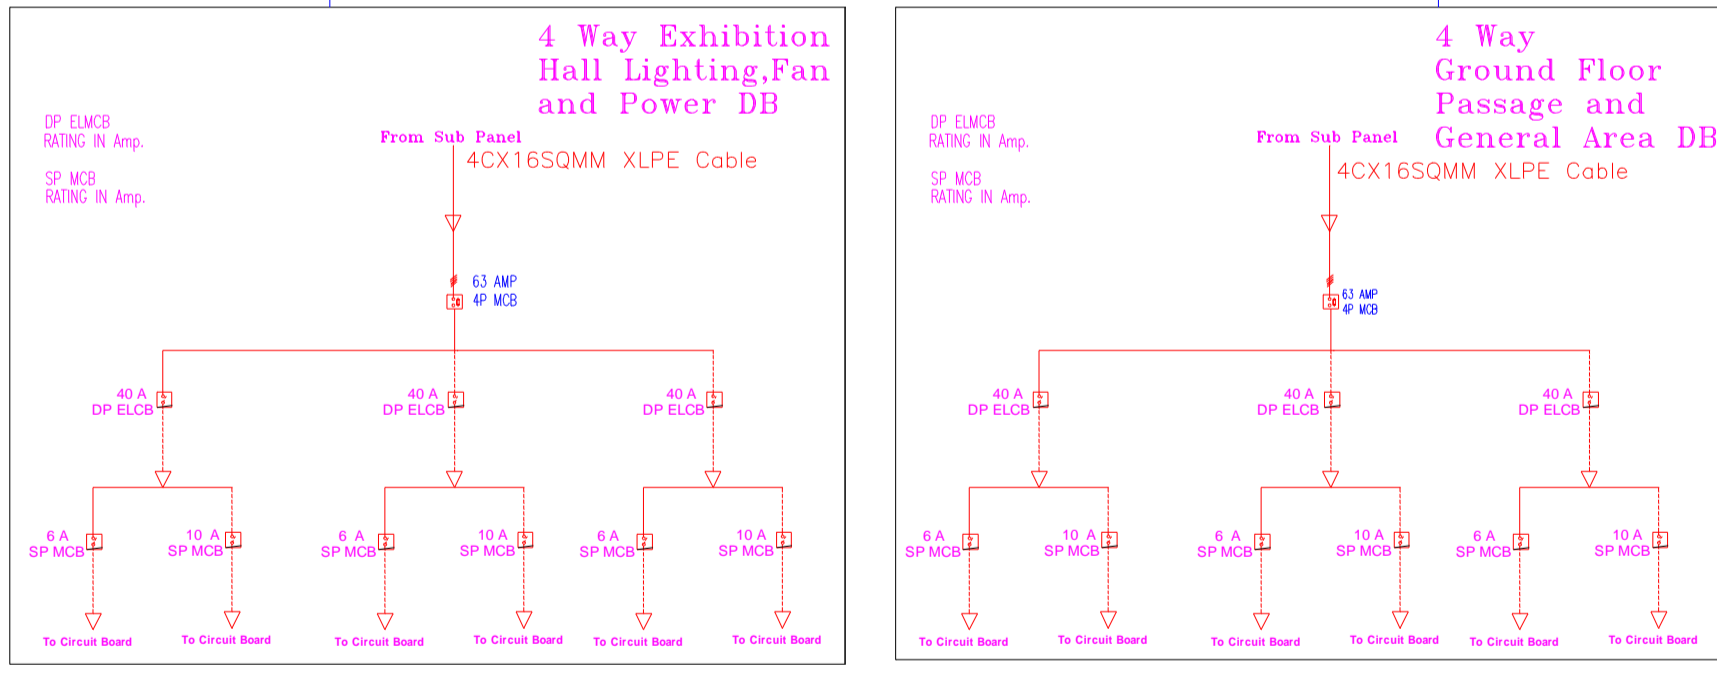 4 Way Exhibition
Hall Lighting,Fan
and Power DB
DP ELMCB
RATING IN Amp.
SP MCB
RATING IN Amp.
From Sub Panel
4CX16SQMM XLPE Cable
63 AMP
4P MCB
40 A
DP ELCB
40 A
DP ELCB
40 A
DP ELCB
6 A
SP MCB
10 A
SP MCB
6 A
SP MCB
10 A
SP MCB
6 A
SP MCB
10 A
SP MCB
To Circuit Board
To Circuit Board
To Circuit Board
To Circuit Board
To Circuit Board
To Circuit Board
4 Way
Ground Floor
Passage and
General Area DB
DP ELMCB
RATING IN Amp.
SP MCB
RATING IN Amp.
From Sub Panel
4CX16SQMM XLPE Cable
63 AMP
4P MCB
40 A
DP ELCB
40 A
DP ELCB
40 A
DP ELCB
6 A
SP MCB
10 A
SP MCB
6 A
SP MCB
10 A
SP MCB
6 A
SP MCB
10 A
SP MCB
To Circuit Board
To Circuit Board
To Circuit Board
To Circuit Board
To Circuit Board
To Circuit Board